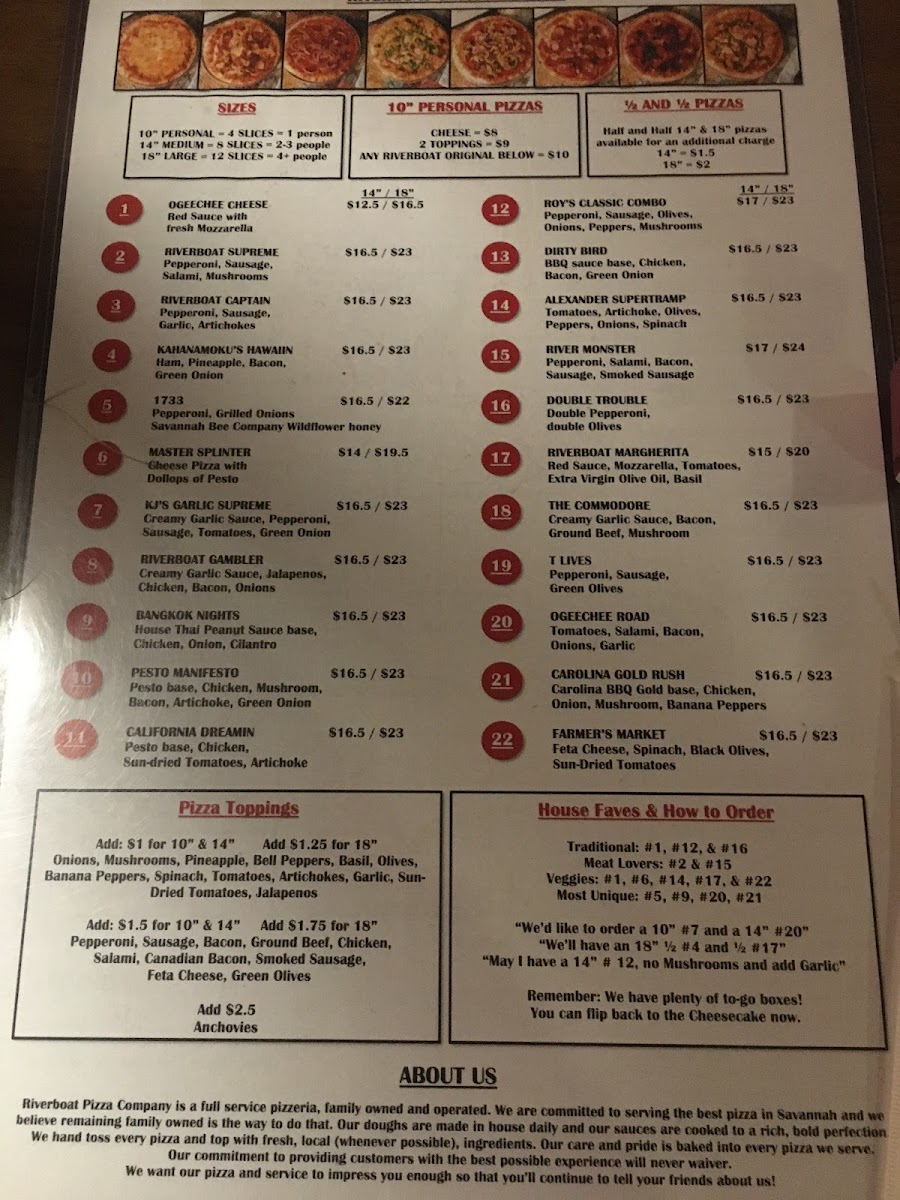 SIZES
10" PERSONAL = 4 SLICES = 1 person
14" MEDIUM = 8 SLICES = 2-3 people
18" LARGE = 12 SLICES = 4+ people
10" PERSONAL PIZZAS
CHEESE = $8
2 TOPPINGS = $9
ANY RIVERBOAT ORIGINAL BELOW = $10
½ AND ½ PIZZAS
Half and Half 14" & 18" pizzas
available for an additional charge
14" = $1.5
18" = $2
14" / 18"
1 OGEECHEE CHEESE $12.5 / $16.5
Red Sauce with
fresh Mozzarella
2 RIVERBOAT SUPREME $16.5 / $23
Pepperoni, Sausage,
Salami, Mushrooms
3 RIVERBOAT CAPTAIN $16.5 / $23
Pepperoni, Sausage,
Garlic, Artichokes
4 KAHANAMOKU'S HAWAIIN $16.5 / $23
Ham, Pineapple, Bacon,
Green Onion
5 1733 $16.5 / $22
Pepperoni, Grilled Onions
Savannah Bee Company Wildflower honey
6 MASTER SPLINTER $14 / $19.5
Cheese Pizza with
Dollops of Pesto
7 KJ'S GARLIC SUPREME $16.5 / $23
Creamy Garlic Sauce, Pepperoni,
Sausage, Tomatoes, Green Onion
8 RIVERBOAT GAMBLER $16.5 / $23
Creamy Garlic Sauce, Jalapenos,
Chicken, Bacon, Onions
9 BANGKOK NIGHTS $16.5 / $23
House Thai Peanut Sauce base,
Chicken, Onion, Cilantro
10 PESTO MANIFESTO $16.5 / $23
Pesto base, Chicken, Mushroom,
Bacon, Artichoke, Green Onion
11 CALIFORNIA DREAMIN $16.5 / $23
Pesto base, Chicken,
Sun-dried Tomatoes, Artichoke
14" / 18"
12 ROY'S CLASSIC COMBO $17 / $23
Pepperoni, Sausage, Olives,
Onions, Peppers, Mushrooms
13 DIRTY BIRD $16.5 / $23
BBQ sauce base, Chicken,
Bacon, Green Onion
14 ALEXANDER SUPERTRAMP $16.5 / $23
Tomatoes, Artichoke, Olives,
Peppers, Onions, Spinach
15 RIVER MONSTER $17 / $24
Pepperoni, Salami, Bacon,
Sausage, Smoked Sausage
16 DOUBLE TROUBLE $16.5 / $23
Double Pepperoni,
double Olives
17 RIVERBOAT MARGHERITA $15 / $20
Red Sauce, Mozzarella, Tomatoes,
Extra Virgin Olive Oil, Basil
18 THE COMMODORE $16.5 / $23
Creamy Garlic Sauce, Bacon,
Ground Beef, Mushroom
19 T LIVES $16.5 / $23
Pepperoni, Sausage,
Green Olives
20 OGEECHEE ROAD $16.5 / $23
Tomatoes, Salami, Bacon,
Onions, Garlic
21 CAROLINA GOLD RUSH $16.5 / $23
Carolina BBQ Gold base, Chicken,
Onion, Mushroom, Banana Peppers
22 FARMER'S MARKET $16.5 / $23
Feta Cheese, Spinach, Black Olives,
Sun-Dried Tomatoes
Pizza Toppings
Add: $1 for 10" & 14" Add $1.25 for 18"
Onions, Mushrooms, Pineapple, Bell Peppers, Basil, Olives,
Banana Peppers, Spinach, Tomatoes, Artichokes, Garlic, Sun-
Dried Tomatoes, Jalapenos
Add: $1.5 for 10" & 14" Add $1.75 for 18"
Pepperoni, Sausage, Bacon, Ground Beef, Chicken,
Salami, Canadian Bacon, Smoked Sausage,
Feta Cheese, Green Olives
Add $2.5
Anchovies
House Faves & How to Order
Traditional: #1, #12, & #16
Meat Lovers: #2 & #15
Veggies: #1, #6, #14, #17, & #22
Most Unique: #5, #9, #20, #21
"We'd like to order a 10" #7 and a 14" #20"
"We'll have an 18" ½ #4 and ½ #17"
"May I have a 14" # 12, no Mushrooms and add Garlic"
Remember: We have plenty of to-go boxes!
You can flip back to the Cheesecake now.
ABOUT US
Riverboat Pizza Company is a full service pizzeria, family owned and operated. We are committed to serving the best pizza in Savannah and we
believe remaining family owned is the way to do that. Our doughs are made in house daily and our sauces are cooked to a rich, bold perfection
We hand toss every pizza and top with fresh, local (whenever possible), ingredients. Our care and pride is baked into every pizza we serve.
Our commitment to providing customers with the best possible experience will never waiver.
We want our pizza and service to impress you enough so that you'll continue to tell your friends about us!